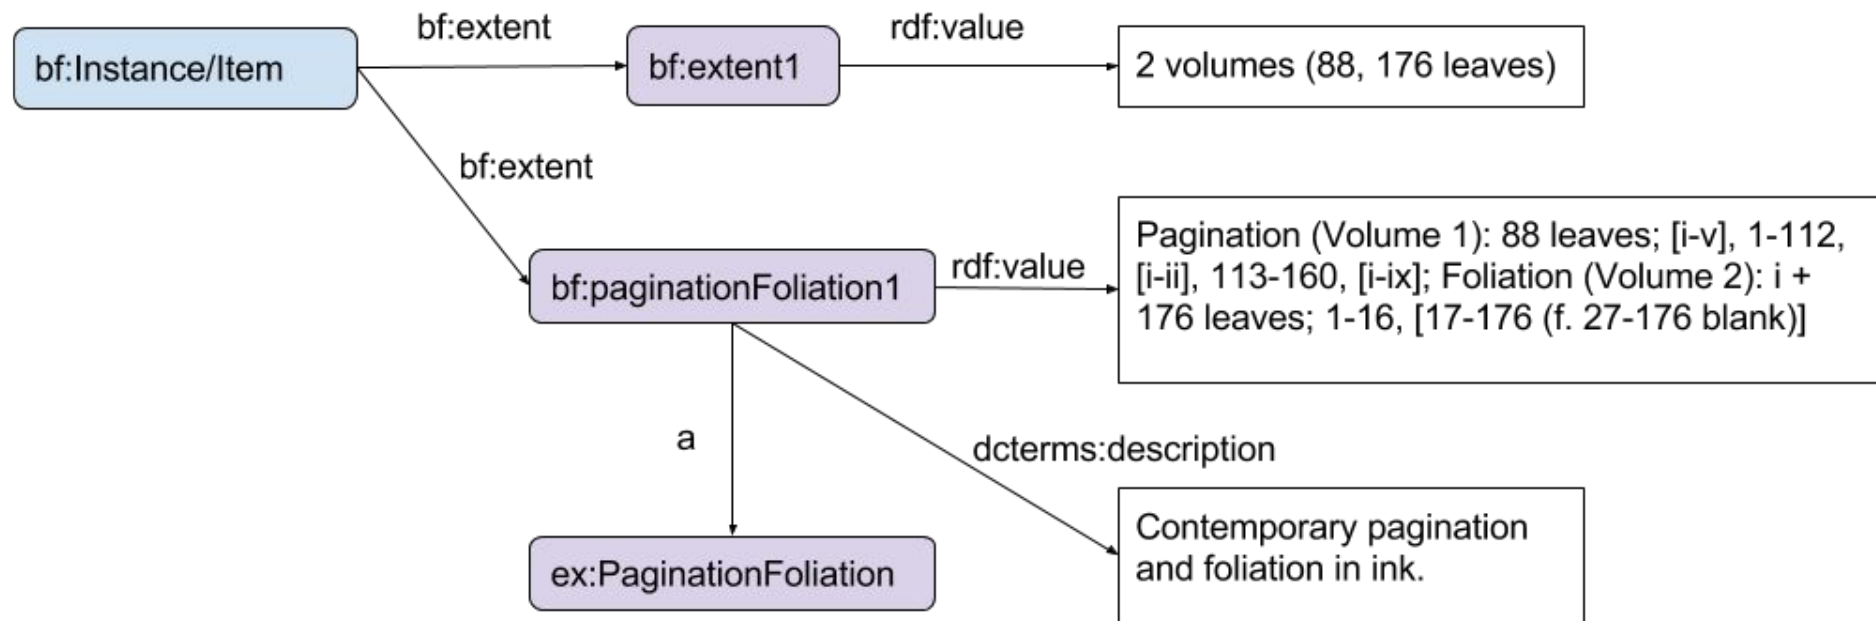 bf:extent
rdf:value
bf:Instance/Item
bf:extent1
2 volumes (88, 176 leaves)
bf:extent
bf:paginationFoliation1
rdf:value
Pagination (Volume 1): 88 leaves; [i-v], 1-112,
[i-ii], 113-160, [i-ix]; Foliation (Volume 2): i +
176 leaves; 1-16, [17-176 (f. 27-176 blank)]
a
dcterms:description
Contemporary pagination
and foliation in ink.
ex:PaginationFoliation